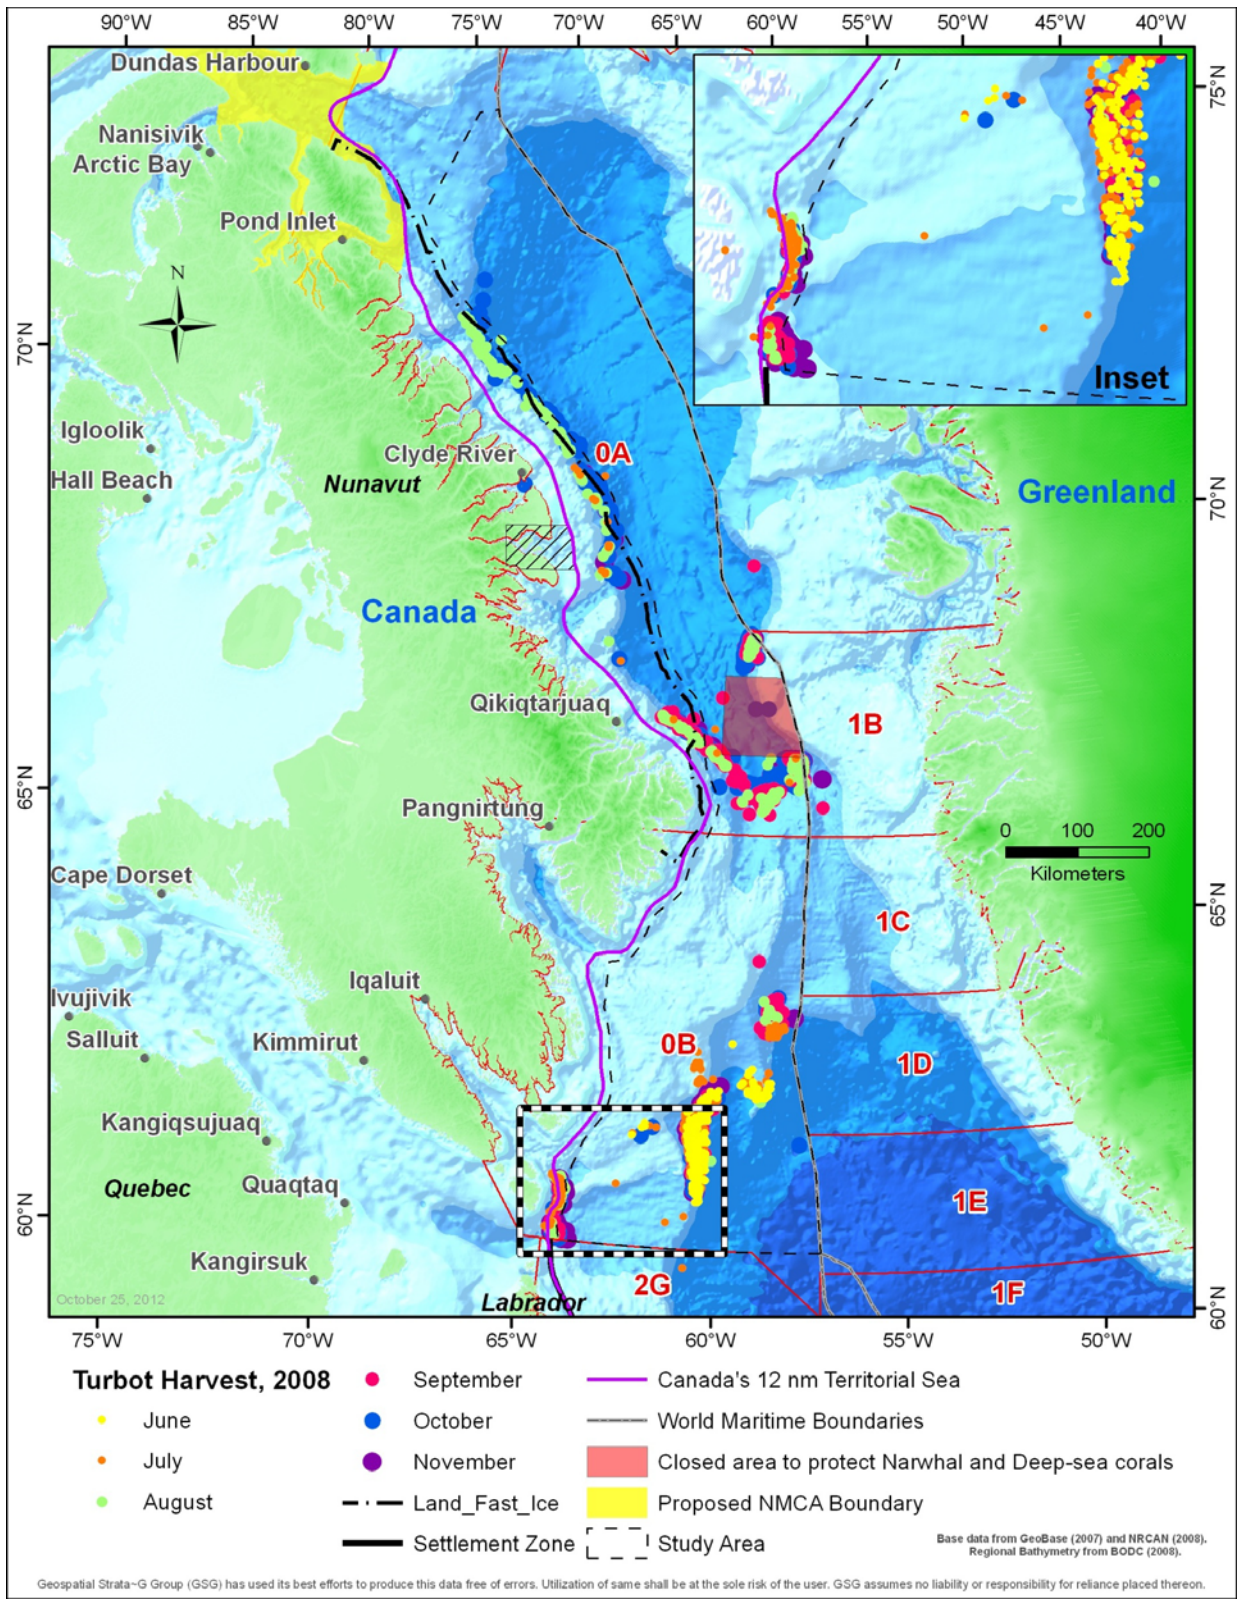 90°W 85°W 80°W 75°W 70°W 65°W 60°W 55°W 50°W 45°W 40°W
Dundas Harbour
75°N
Nanisivik
Arctic Bay
Pond Inlet
N
70°N
Inset
Igloolik
Clyde River
0A
Hall Beach
Nunavut
Greenland
70°N
Canada
Qikiqtarjuaq
1B
65°N
Pangnirtung
0 100 200
Kilometers
Cape Dorset
65°N
1C
Iqaluit
Ivujivik
Salluit
Kimmirut
0B
1D
Kangiqsujuaq
Quebec
Quaqtaq
1E
60°N
Kangirsuk
2G
1F
October 25, 2012
Labrador
60°N
75°W 70°W 65°W 60°W 55°W 50°W
Turbot Harvest, 2008
June
July
August
September
October
November
Land_Fast_Ice
Settlement Zone
Canada's 12 nm Territorial Sea
World Maritime Boundaries
Closed area to protect Narwhal and Deep-sea corals
Proposed NMCA Boundary
Study Area
Base data from GeoBase (2007) and NRCAN (2008).
Regional Bathymetry from BODC (2008).
Geospatial Strata~G Group (GSG) has used its best efforts to produce this data free of errors. Utilization of same shall be at the sole risk of the user. GSG assumes no liability or responsibility for reliance placed thereon.